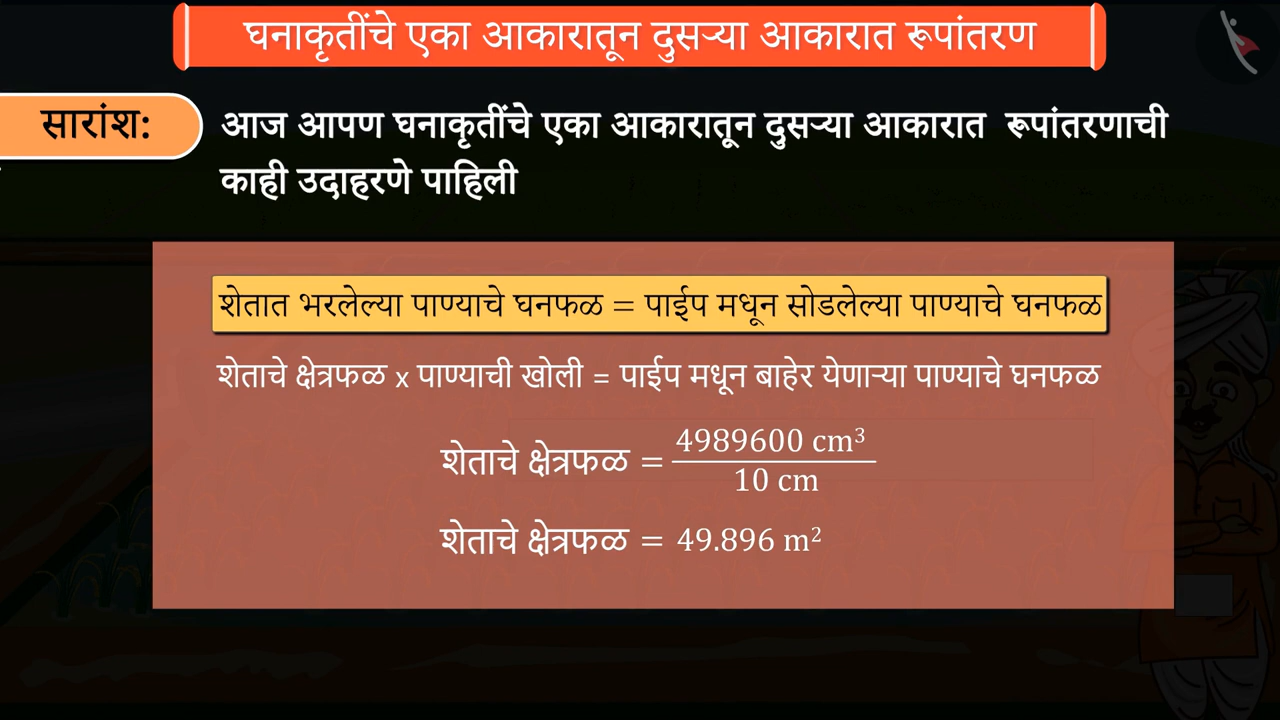 घनाकृतींचे एका आकारातून दुसऱ्या आकारात रूपांतरण
सारांश: आज आपण घनाकृतींचे एका आकारातून दुसऱ्या आकारात रूपांतरणाची
काही उदाहरणे पाहिली
शेतात भरलेल्या पाण्याचे घनफळ = पाईप मधून सोडलेल्या पाण्याचे घनफळ
शेताचे क्षेत्रफळ x पाण्याची खोली = पाईप मधून बाहेर येणाऱ्या पाण्याचे घनफळ
शेताचे क्षेत्रफळ = 4989600 cm³
10 cm
शेताचे क्षेत्रफळ = 49.896 m²